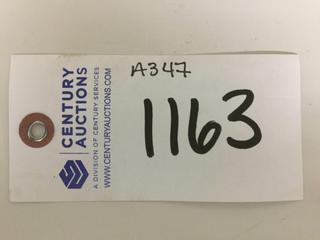 A347
1163
CENTURY
AUCTIONS
A DIVISION OF CENTURY SERVICES
WWW.CENTURYAUCTIONS.COM